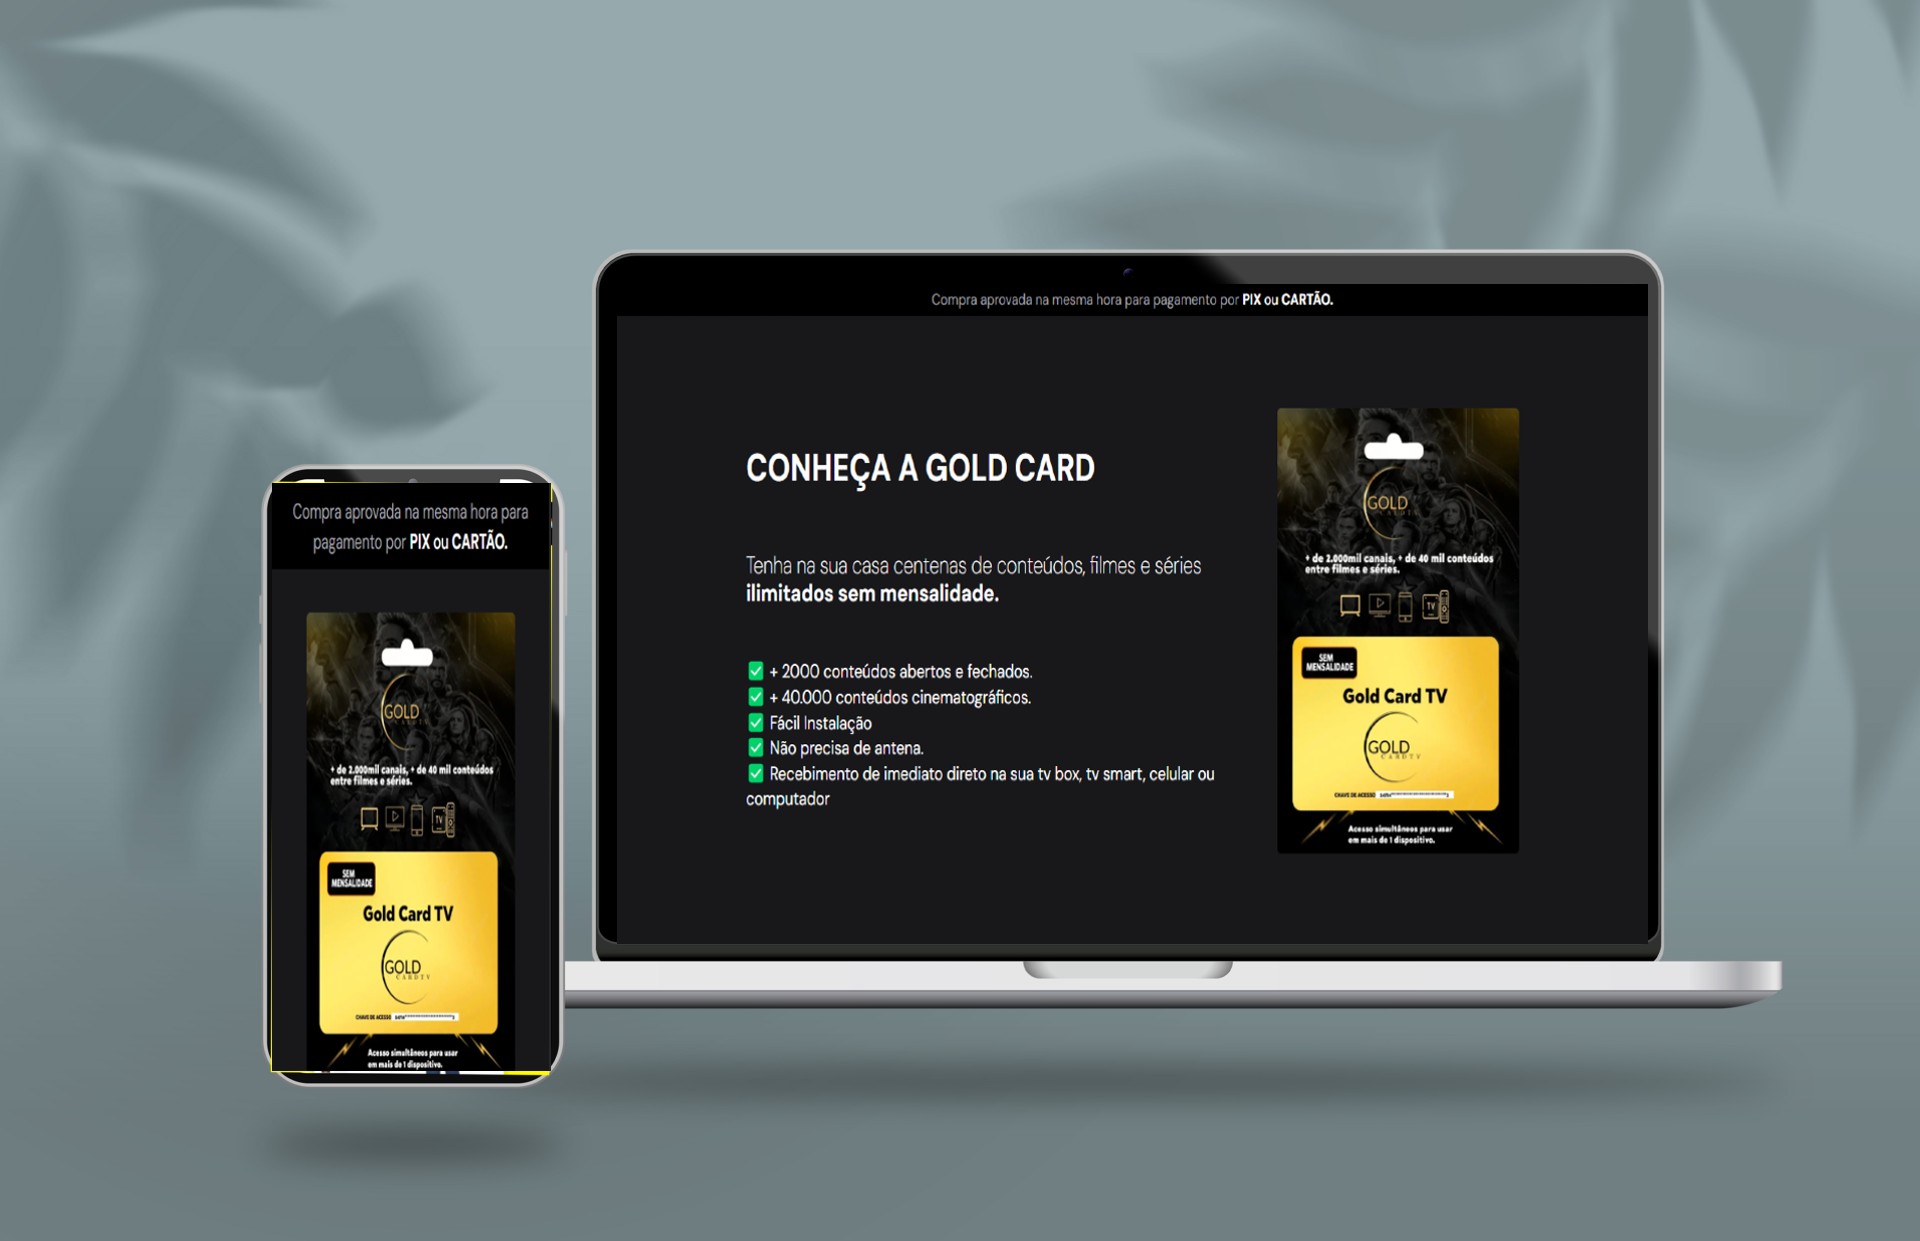 Compra aprovada na mesma hora para pagamento por PIX ou CARTÃO.
CONHEÇA A GOLD CARD
Tenha na sua casa centenas de conteúdos, filmes e séries
ilimitados sem mensalidade.
✅ + 2000 conteúdos abertos e fechados.
✅ + 40.000 conteúdos cinematográficos.
✅ Fácil Instalação
✅ Não precisa de antena.
✅ Recebimento de imediato direto na sua tv box, tv smart, celular ou
computador
GOLD
CARDTV
+ de 2.000mil canais, + de 40 mil conteúdos
entre filmes e séries.
TV
SEM
MENSALIDADE
Gold Card TV
GOLD
CARDTV
CHAVE DE ACESSO
Acesso simultâneos para usar
em mais de 1 dispositivo.
Compra aprovada na mesma hora para
pagamento por PIX ou CARTÃO.
GOLD
CARDTV
+ de 2.000mil canais, + de 40 mil conteúdos
entre filmes e séries.
TV
SEM
MENSALIDADE
Gold Card TV
GOLD
CARDTV
CHAVE DE ACESSO
Acesso simultâneos para usar
em mais de 1 dispositivo.